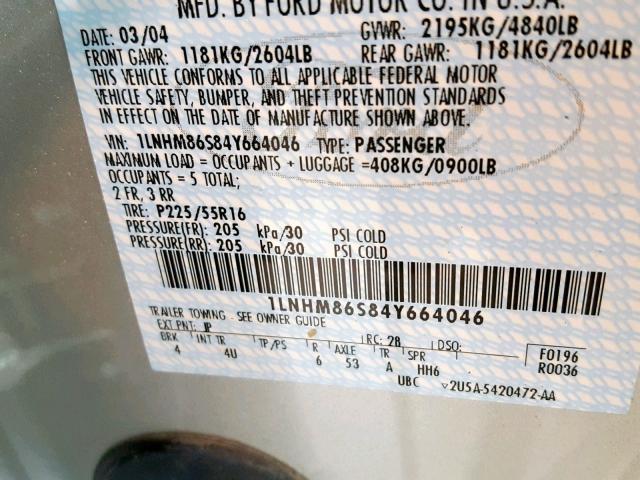 MFD. BY FORD MOTOR CO. IN U.S.A.
DATE: 03/04 GVWR: 2195KG/4840LB
FRONT GAWR: 1181KG/2604LB REAR GAWR: 1181KG/2604LB
THIS VEHICLE CONFORMS TO ALL APPLICABLE FEDERAL MOTOR
VEHICLE SAFETY, BUMPER, AND THEFT PREVENTION STANDARDS
IN EFFECT ON THE DATE OF MANUFACTURE SHOWN ABOVE.
VIN: 1LNHM86S84Y664046 TYPE: PASSENGER
MAXIMUM LOAD = OCCUPANTS + LUGGAGE =408KG/0900LB
OCCUPANTS = 5 TOTAL;
2 FR, 3 RR
TIRE: P225/55R16
PRESSURE(FR): 205 kPa/30 PSI COLD
PRESSURE(RR): 205 kPa/30 PSI COLD
1LNHM86S84Y664046
TRAILER TOWING - SEE OWNER GUIDE
EXT PNT: JP RC: 28 DSO: F0196
BRK INT TR TP/PS R AXLE TR SPR R0036
4 4U 6 53 A HH6
UBC 2U5A-5420472-AA